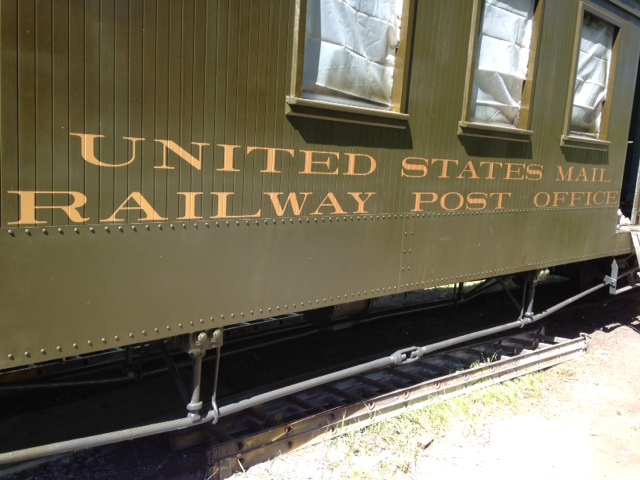 UNITED STATES MAIL
RAILWAY POST OFFICE